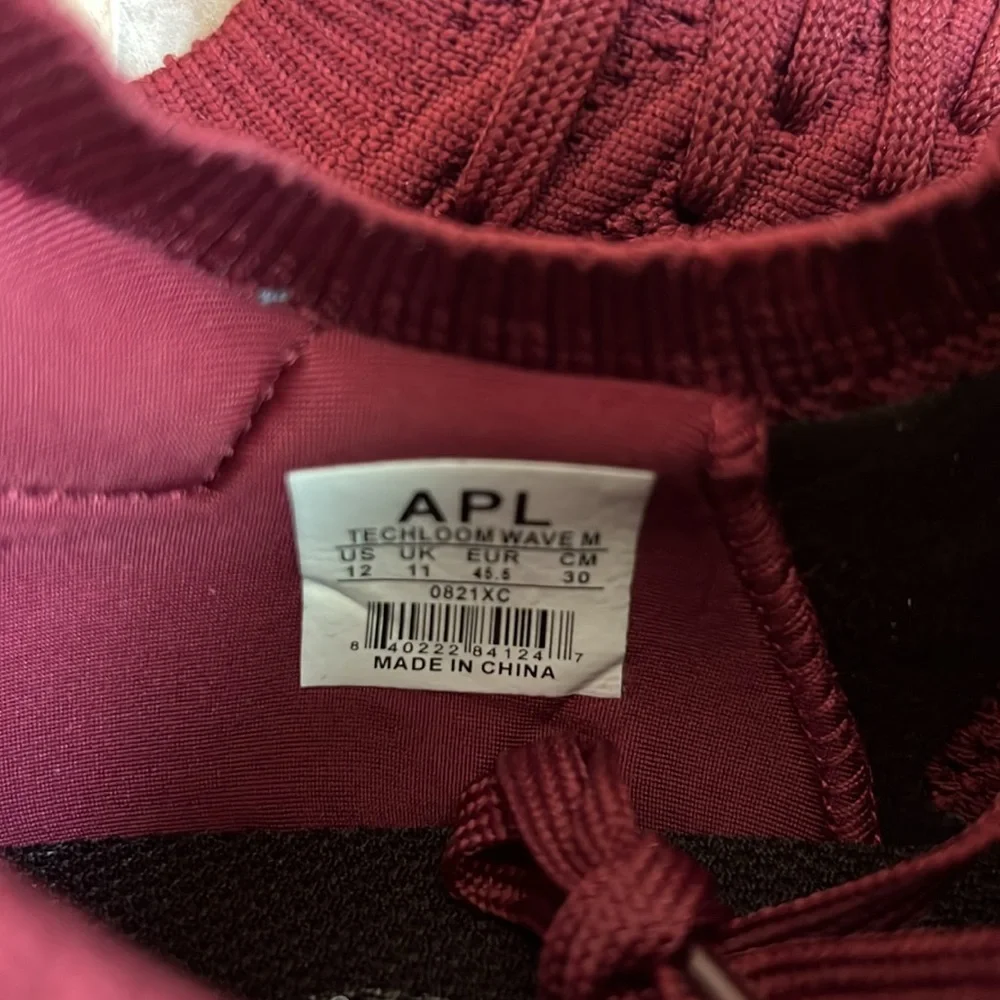 APL
TECHLOOM WAVE M
US UK EUR CM
12 11 45.5 30
0821XC
8 40222 84124 7
MADE IN CHINA